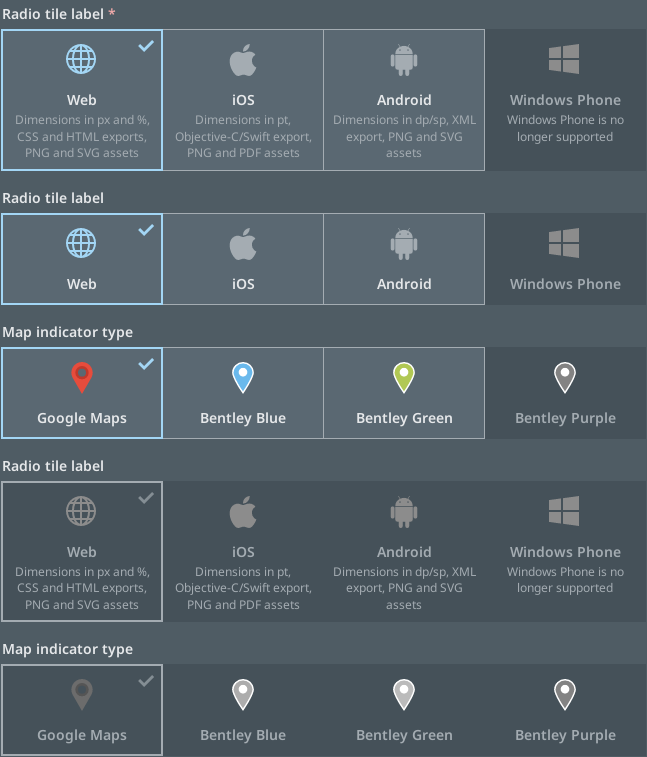 Radio tile label *
Web
Dimensions in px and %,
CSS and HTML exports,
PNG and SVG assets
iOS
Dimensions in pt,
Objective-C/Swift export,
PNG and PDF assets
Android
Dimensions in dp/sp, XML
export, PNG and SVG
assets
Windows Phone
Windows Phone is no
longer supported
Radio tile label
Web
iOS
Android
Windows Phone
Map indicator type
Google Maps
Bentley Blue
Bentley Green
Bentley Purple
Radio tile label
Web
Dimensions in px and %,
CSS and HTML exports,
PNG and SVG assets
iOS
Dimensions in pt,
Objective-C/Swift export,
PNG and PDF assets
Android
Dimensions in dp/sp, XML
export, PNG and SVG
assets
Windows Phone
Windows Phone is no
longer supported
Map indicator type
Google Maps
Bentley Blue
Bentley Green
Bentley Purple